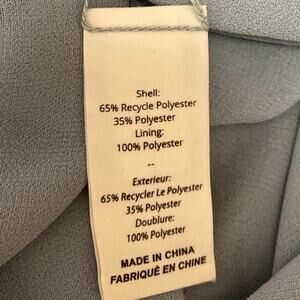 Shell:
65% Recycle Polyester
35% Polyester
Lining:
100% Polyester
--
Exterieur:
65% Recycler Le Polyester
35% Polyester
Doublure:
100% Polyester
MADE IN CHINA
FABRIQUÉ EN CHINE